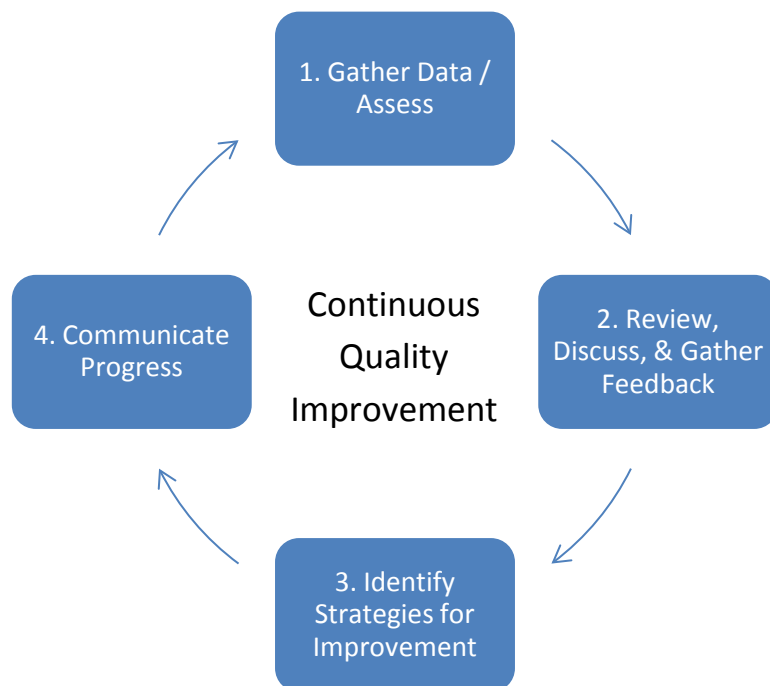 1. Gather Data /
Assess
2. Review,
Discuss, & Gather
Feedback
3. Identify
Strategies for
Improvement
4. Communicate
Progress
Continuous
Quality
Improvement